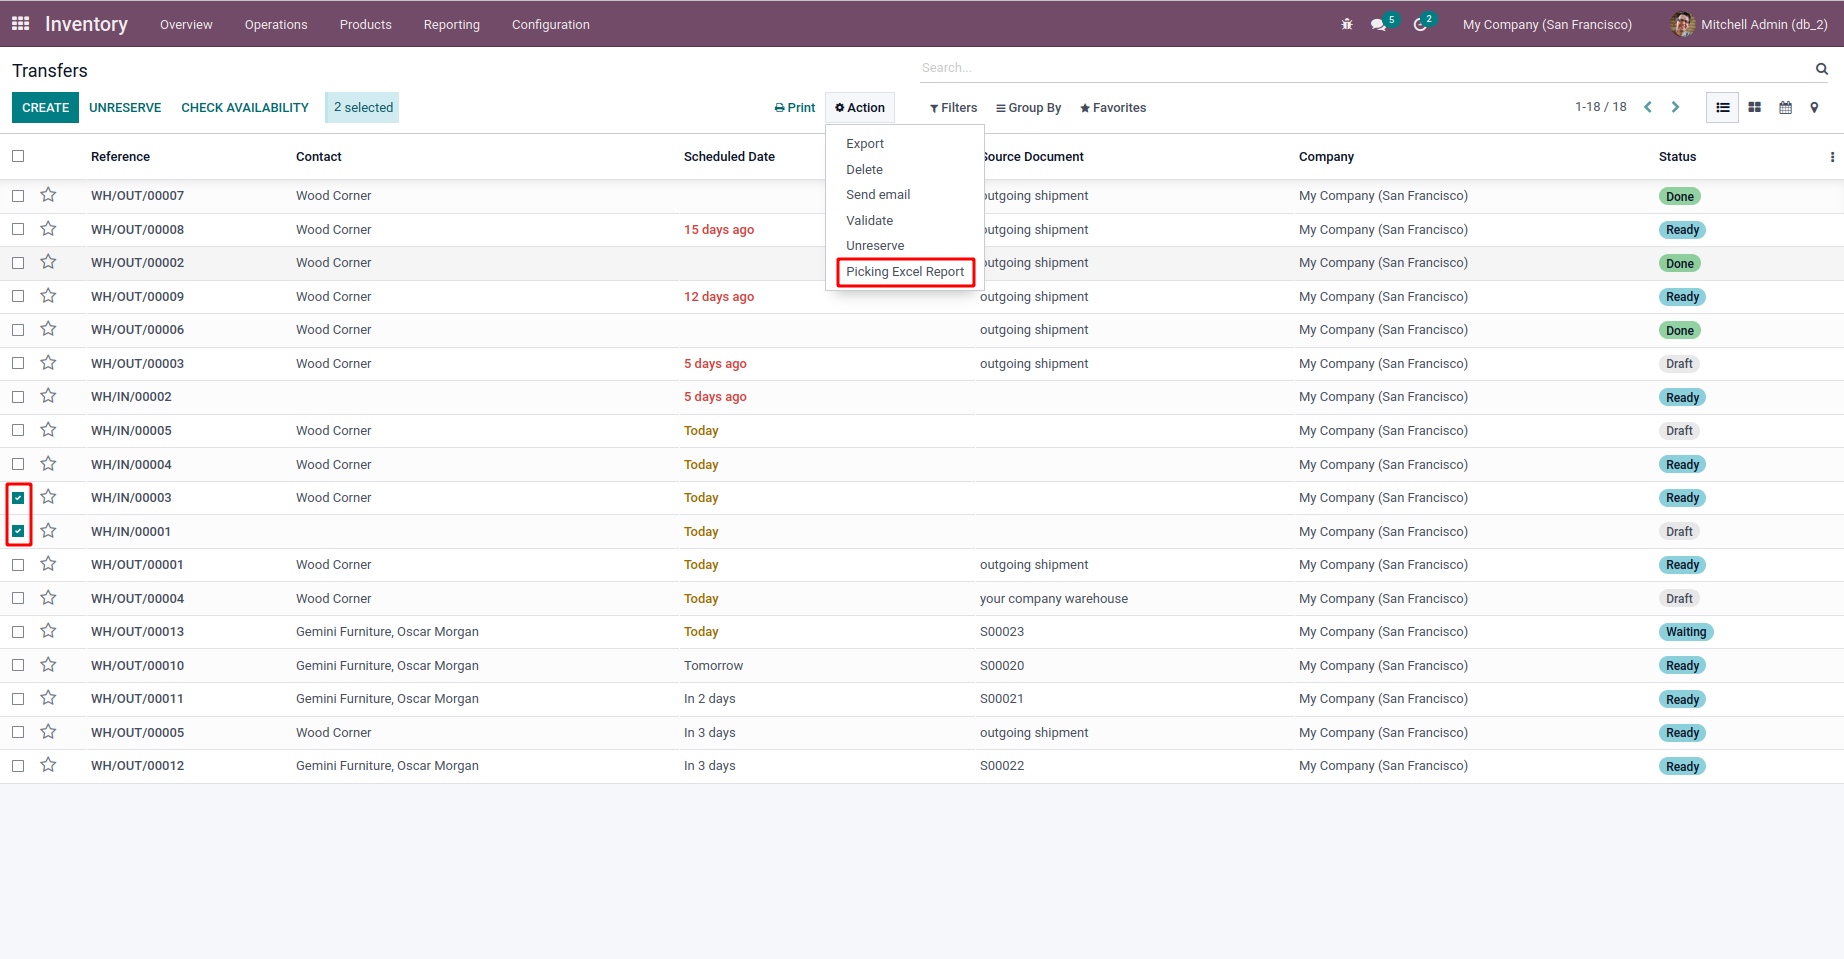 Inventory Overview Operations Products Reporting Configuration 5 2 My Company (San Francisco) Mitchell Admin (db_2)
Transfers Search...
CREATE UNRESERVE CHECK AVAILABILITY 2 selected Print Action Filters Group By Favorites 1-18 / 18
Export
Delete
Send email
Validate
Unreserve
Picking Excel Report
Reference Contact Scheduled Date Source Document Company Status
WH/OUT/00007 Wood Corner outgoing shipment My Company (San Francisco) Done
WH/OUT/00008 Wood Corner 15 days ago outgoing shipment My Company (San Francisco) Ready
WH/OUT/00002 Wood Corner outgoing shipment My Company (San Francisco) Done
WH/OUT/00009 Wood Corner 12 days ago outgoing shipment My Company (San Francisco) Ready
WH/OUT/00006 Wood Corner outgoing shipment My Company (San Francisco) Done
WH/OUT/00003 Wood Corner 5 days ago outgoing shipment My Company (San Francisco) Draft
WH/IN/00002 5 days ago My Company (San Francisco) Ready
WH/IN/00005 Wood Corner Today My Company (San Francisco) Draft
WH/IN/00004 Wood Corner Today My Company (San Francisco) Ready
WH/IN/00003 Wood Corner Today My Company (San Francisco) Ready
WH/IN/00001 Today My Company (San Francisco) Draft
WH/OUT/00001 Wood Corner Today outgoing shipment My Company (San Francisco) Ready
WH/OUT/00004 Wood Corner Today your company warehouse My Company (San Francisco) Draft
WH/OUT/00013 Gemini Furniture, Oscar Morgan Today S00023 My Company (San Francisco) Waiting
WH/OUT/00010 Gemini Furniture, Oscar Morgan Tomorrow S00020 My Company (San Francisco) Ready
WH/OUT/00011 Gemini Furniture, Oscar Morgan In 2 days S00021 My Company (San Francisco) Ready
WH/OUT/00005 Wood Corner In 3 days outgoing shipment My Company (San Francisco) Ready
WH/OUT/00012 Gemini Furniture, Oscar Morgan In 3 days S00022 My Company (San Francisco) Ready